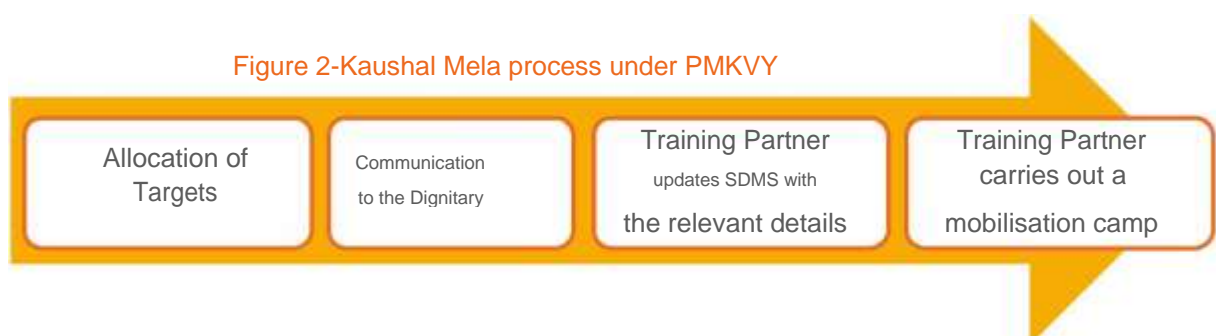 Figure 2-Kaushal Mela process under PMKVY
Allocation of
Targets
Communication
to the Dignitary
Training Partner
updates SDMS with
the relevant details
Training Partner
carries out a
mobilisation camp